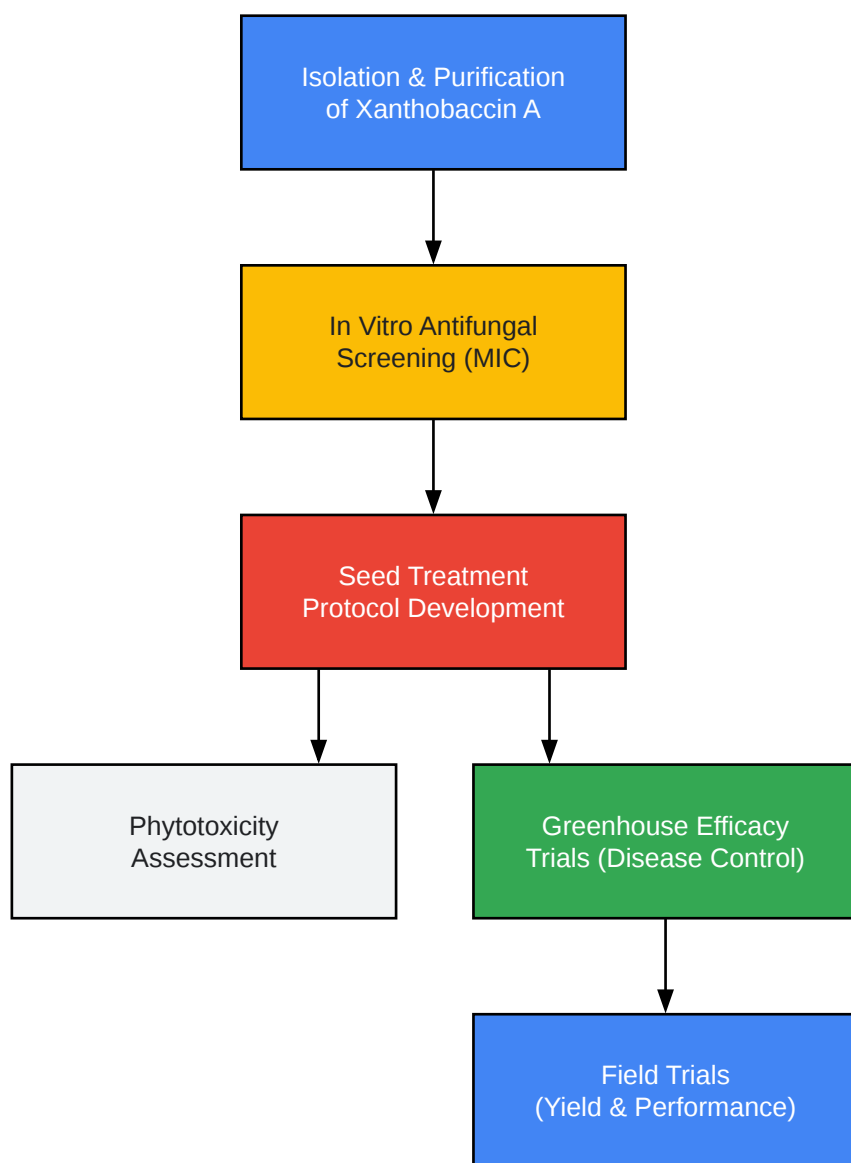 Isolation & Purification
of Xanthobaccin A
In Vitro Antifungal
Screening (MIC)
Seed Treatment
Protocol Development
Phytotoxicity
Assessment
Greenhouse Efficacy
Trials (Disease Control)
Field Trials
(Yield & Performance)